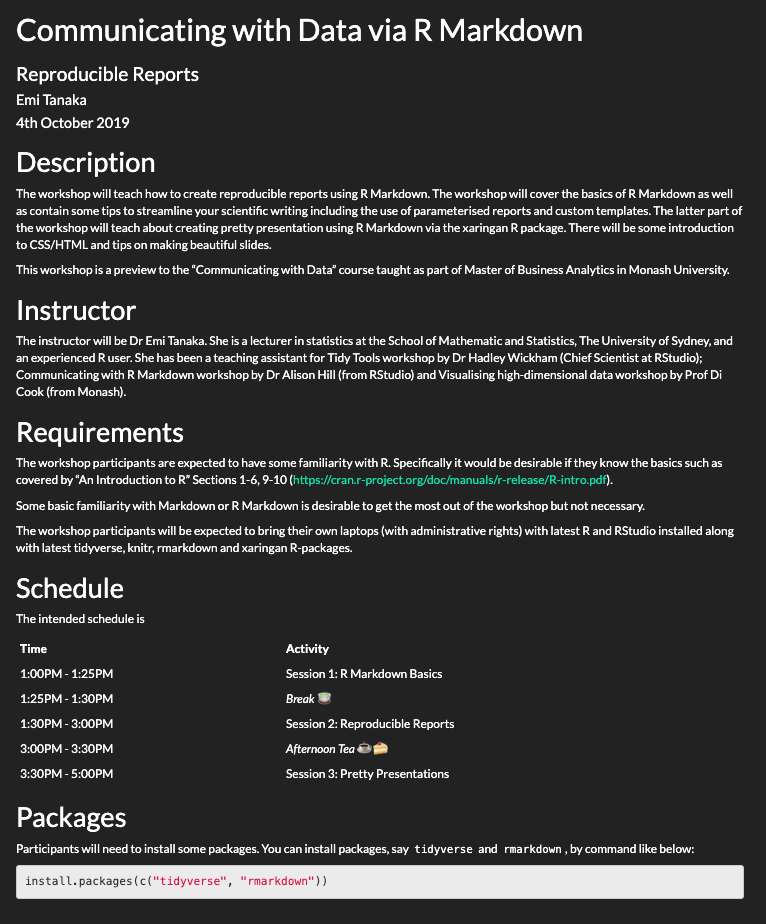 Communicating with Data via R Markdown
Reproducible Reports
Emi Tanaka
4th October 2019
Description
The workshop will teach how to create reproducible reports using R Markdown. The workshop will cover the basics of R Markdown as well
as contain some tips to streamline your scientific writing including the use of parameterised reports and custom templates. The latter part of
the workshop will teach about creating pretty presentation using R Markdown via the xaringan R package. There will be some introduction
to CSS/HTML and tips on making beautiful slides.
This workshop is a preview to the “Communicating with Data” course taught as part of Master of Business Analytics in Monash University.
Instructor
The instructor will be Dr Emi Tanaka. She is a lecturer in statistics at the School of Mathematic and Statistics, The University of Sydney, and
an experienced R user. She has been a teaching assistant for Tidy Tools workshop by Dr Hadley Wickham (Chief Scientist at RStudio);
Communicating with R Markdown workshop by Dr Alison Hill (from RStudio) and Visualising high-dimensional data workshop by Prof Di
Cook (from Monash).
Requirements
The workshop participants are expected to have some familiarity with R. Specifically it would be desirable if they know the basics such as
covered by “An Introduction to R” Sections 1-6, 9-10 (https://cran.r-project.org/doc/manuals/r-release/R-intro.pdf).
Some basic familiarity with Markdown or R Markdown is desirable to get the most out of the workshop but not necessary.
The workshop participants will be expected to bring their own laptops (with administrative rights) with latest R and RStudio installed along
with latest tidyverse, knitr, rmarkdown and xaringan R-packages.
Schedule
The intended schedule is
Time Activity
1:00PM - 1:25PM Session 1: R Markdown Basics
1:25PM - 1:30PM Break 🍵
1:30PM - 3:00PM Session 2: Reproducible Reports
3:00PM - 3:30PM Afternoon Tea ☕🍰
3:30PM - 5:00PM Session 3: Pretty Presentations
Packages
Participants will need to install some packages. You can install packages, say tidyverse and rmarkdown , by command like below:
install.packages(c("tidyverse", "rmarkdown"))